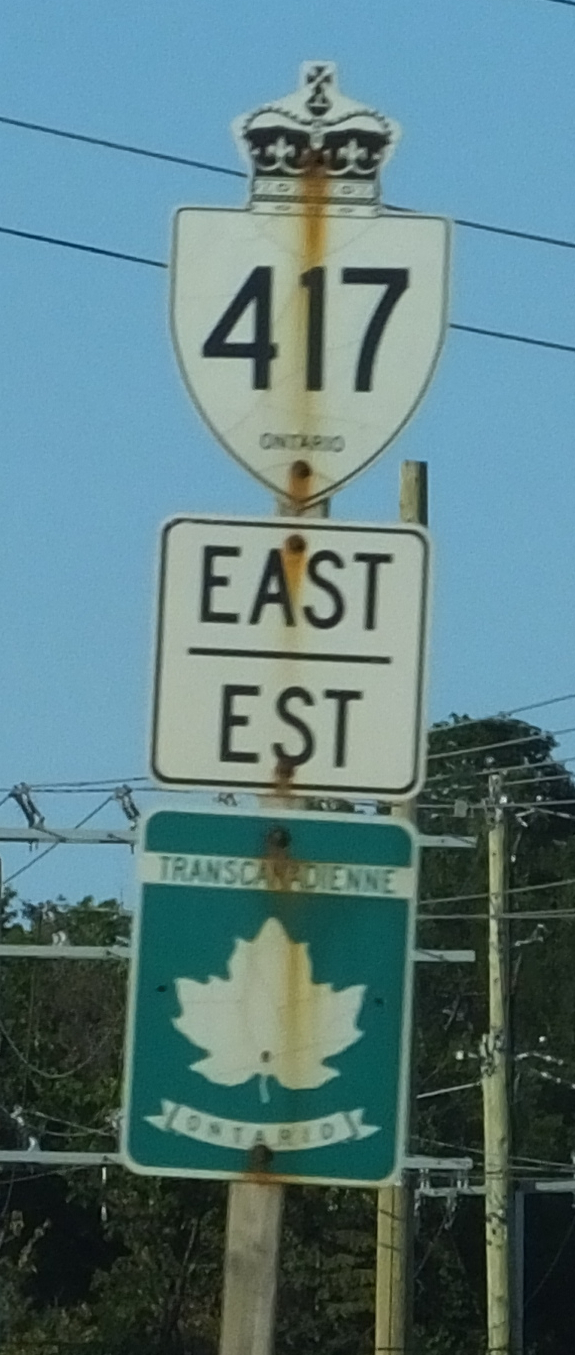 417
ONTARIO
EAST
EST
TRANSCANADIENNE
ONTARIO